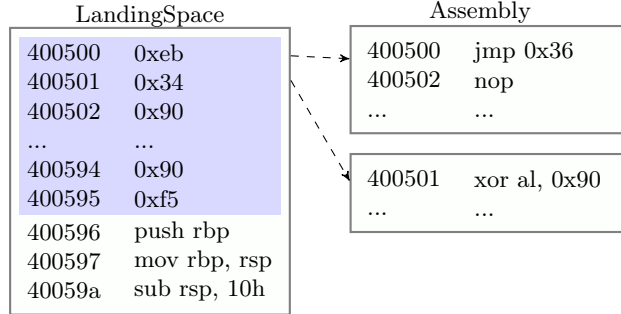 LandingSpace
400500 0xeb
400501 0x34
400502 0x90
... ...
400594 0x90
400595 0xf5
400596 push rbp
400597 mov rbp, rsp
40059a sub rsp, 10h
Assembly
400500 jmp 0x36
400502 nop
... ...
400501 xor al, 0x90
... ...